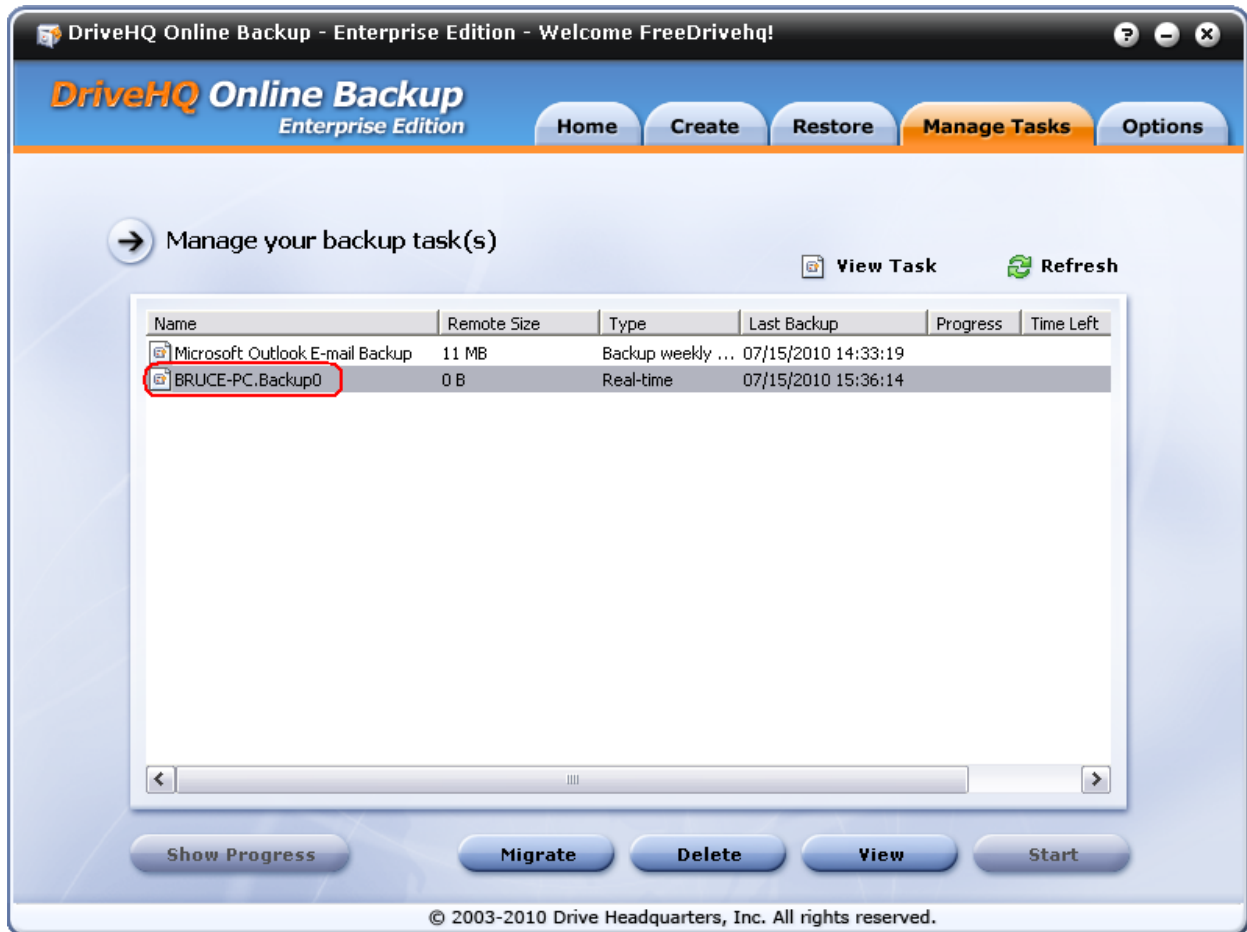 DriveHQ Online Backup - Enterprise Edition - Welcome FreeDrivehq!
DriveHQ Online Backup
Enterprise Edition
Home Create Restore Manage Tasks Options
Manage your backup task(s)
View Task Refresh
Name Remote Size Type Last Backup Progress Time Left
Microsoft Outlook E-mail Backup 11 MB Backup weekly ... 07/15/2010 14:33:19
BRUCE-PC.Backup0 0 B Real-time 07/15/2010 15:36:14
Show Progress Migrate Delete View Start
© 2003-2010 Drive Headquarters, Inc. All rights reserved.